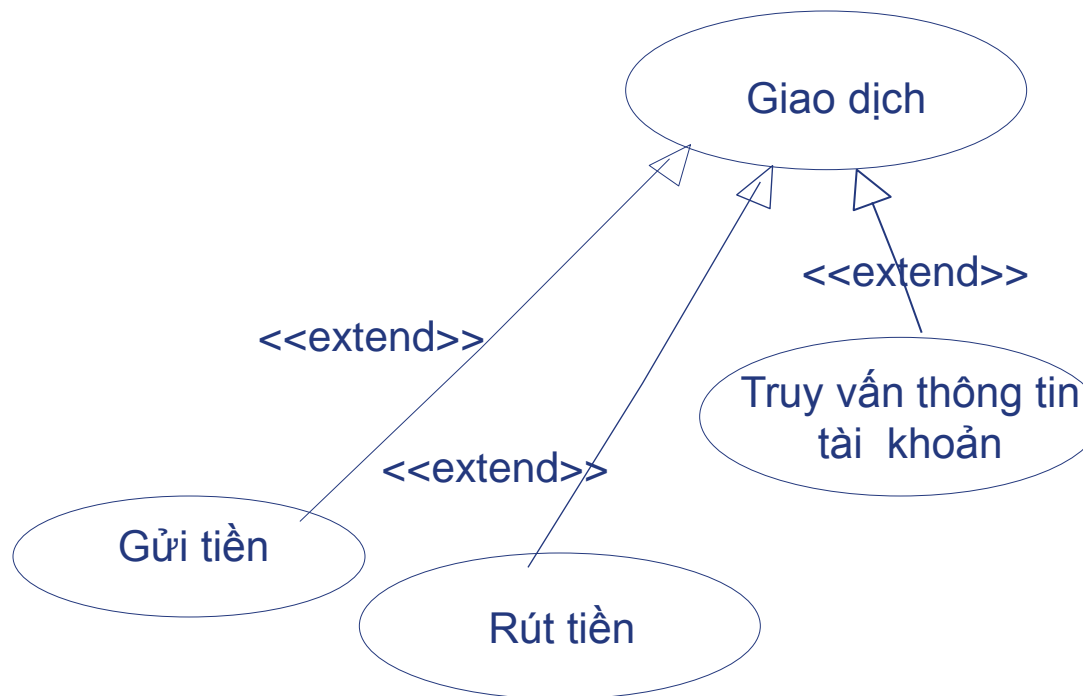 Giao dịch
<<extend>>
<<extend>>
Truy vấn thông tin
tài khoản
<<extend>>
Gửi tiền
Rút tiền